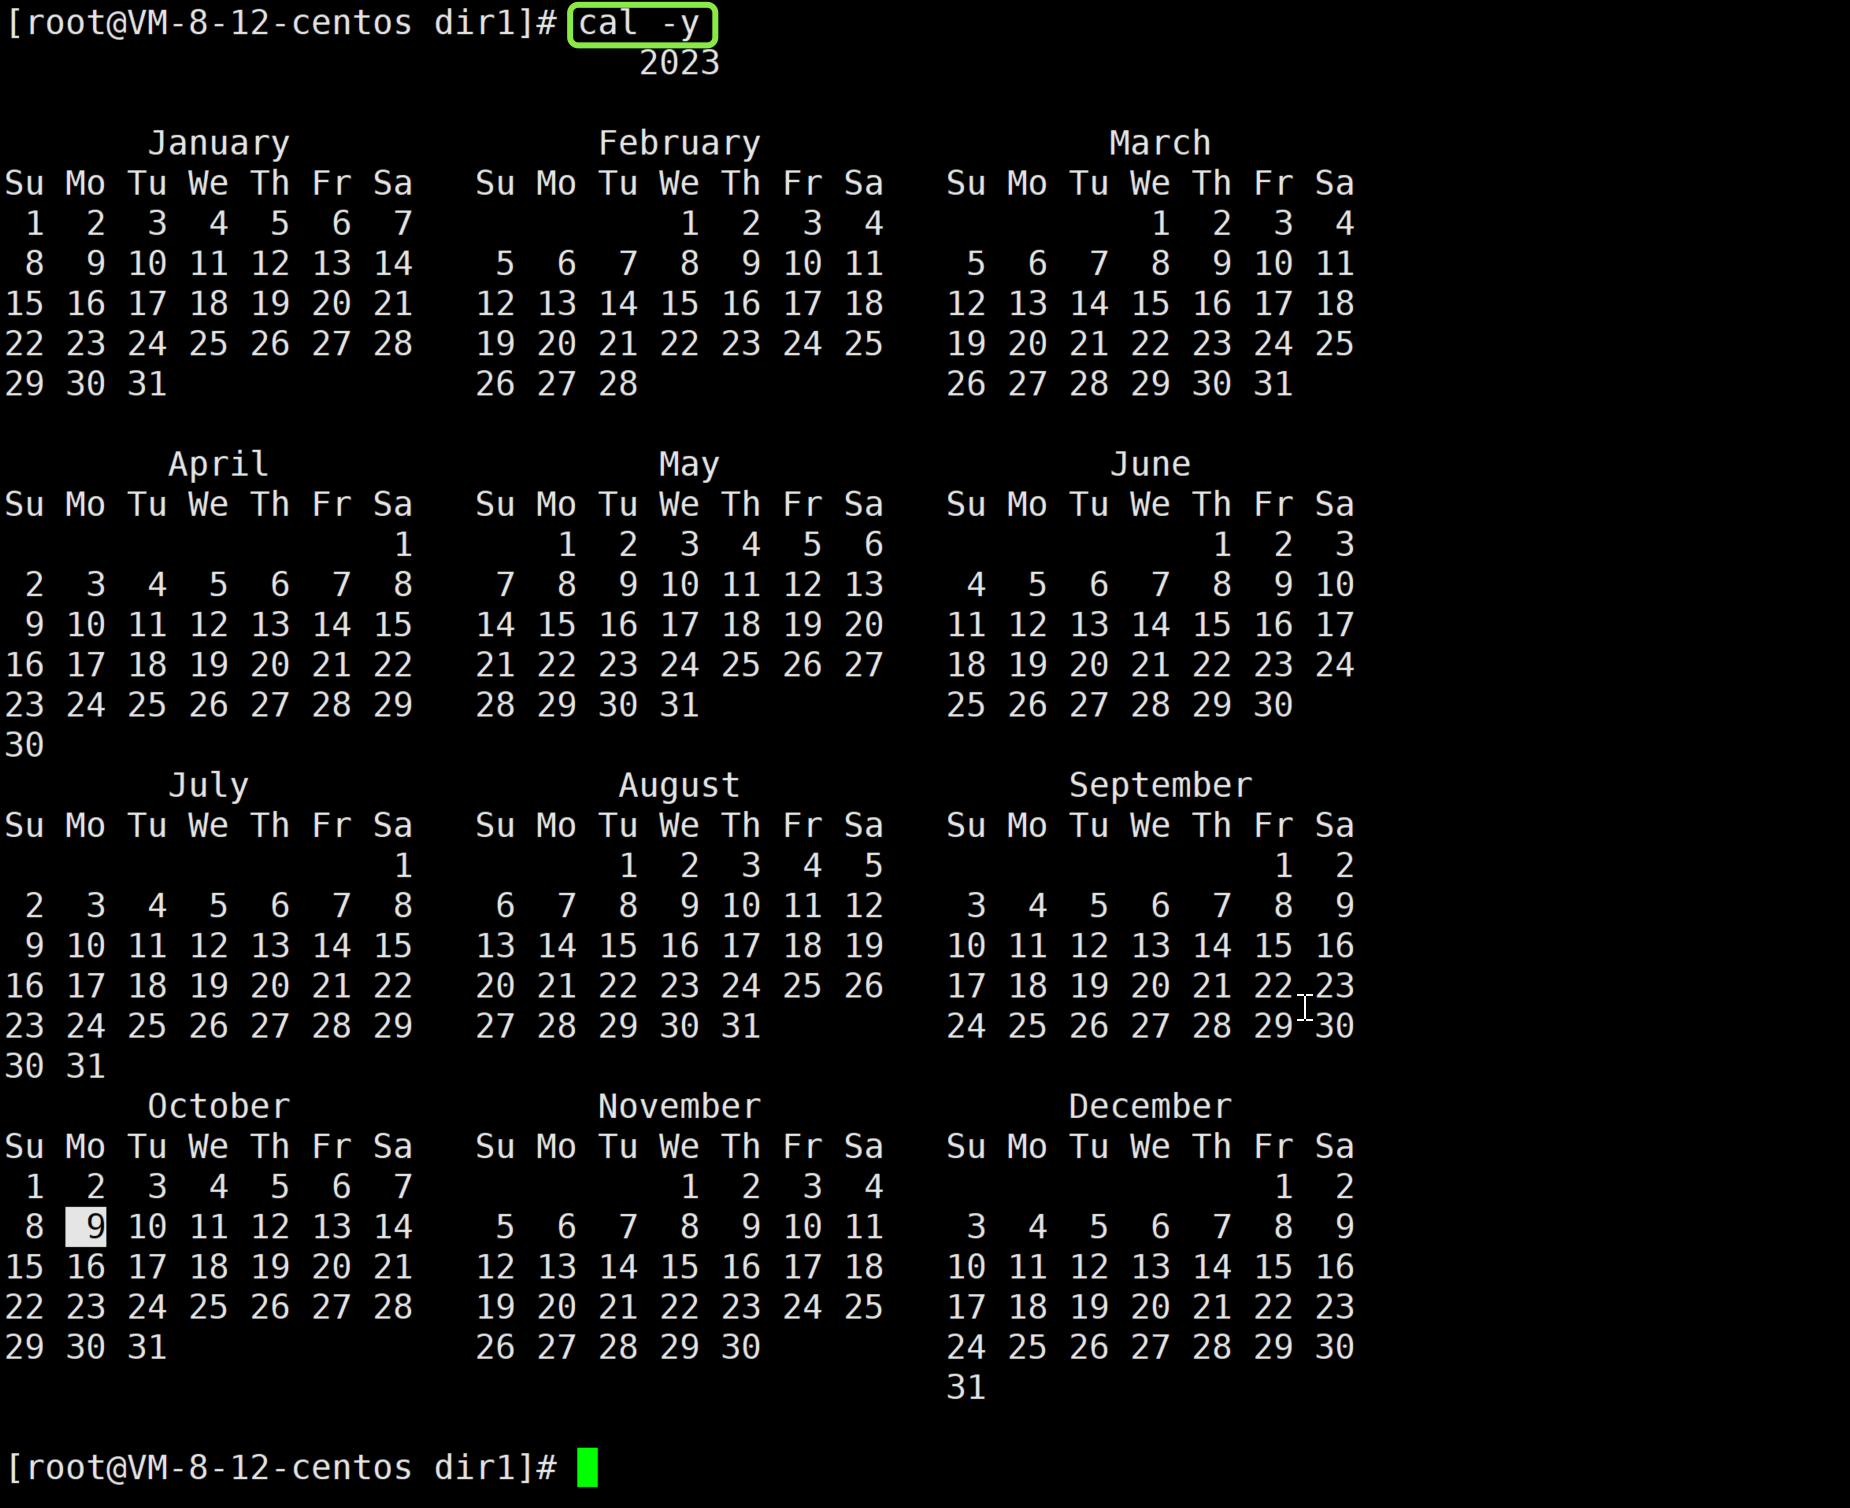 [root@VM-8-12-centos dir1]# cal -y
                               2023

       January               February                 March
Su Mo Tu We Th Fr Sa   Su Mo Tu We Th Fr Sa   Su Mo Tu We Th Fr Sa
 1  2  3  4  5  6  7             1  2  3  4             1  2  3  4
 8  9 10 11 12 13 14    5  6  7  8  9 10 11    5  6  7  8  9 10 11
15 16 17 18 19 20 21   12 13 14 15 16 17 18   12 13 14 15 16 17 18
22 23 24 25 26 27 28   19 20 21 22 23 24 25   19 20 21 22 23 24 25
29 30 31               26 27 28               26 27 28 29 30 31

        April                   May                   June
Su Mo Tu We Th Fr Sa   Su Mo Tu We Th Fr Sa   Su Mo Tu We Th Fr Sa
                   1       1  2  3  4  5  6                1  2  3
 2  3  4  5  6  7  8    7  8  9 10 11 12 13    4  5  6  7  8  9 10
 9 10 11 12 13 14 15   14 15 16 17 18 19 20   11 12 13 14 15 16 17
16 17 18 19 20 21 22   21 22 23 24 25 26 27   18 19 20 21 22 23 24
23 24 25 26 27 28 29   28 29 30 31            25 26 27 28 29 30
30
        July                  August                September
Su Mo Tu We Th Fr Sa   Su Mo Tu We Th Fr Sa   Su Mo Tu We Th Fr Sa
                   1          1  2  3  4  5                   1  2
 2  3  4  5  6  7  8    6  7  8  9 10 11 12    3  4  5  6  7  8  9
 9 10 11 12 13 14 15   13 14 15 16 17 18 19   10 11 12 13 14 15 16
16 17 18 19 20 21 22   20 21 22 23 24 25 26   17 18 19 20 21 22 23
23 24 25 26 27 28 29   27 28 29 30 31         24 25 26 27 28 29 30
30 31
       October               November               December
Su Mo Tu We Th Fr Sa   Su Mo Tu We Th Fr Sa   Su Mo Tu We Th Fr Sa
 1  2  3  4  5  6  7             1  2  3  4                   1  2
 8  9 10 11 12 13 14    5  6  7  8  9 10 11    3  4  5  6  7  8  9
15 16 17 18 19 20 21   12 13 14 15 16 17 18   10 11 12 13 14 15 16
22 23 24 25 26 27 28   19 20 21 22 23 24 25   17 18 19 20 21 22 23
29 30 31               26 27 28 29 30         24 25 26 27 28 29 30
                                              31

[root@VM-8-12-centos dir1]#